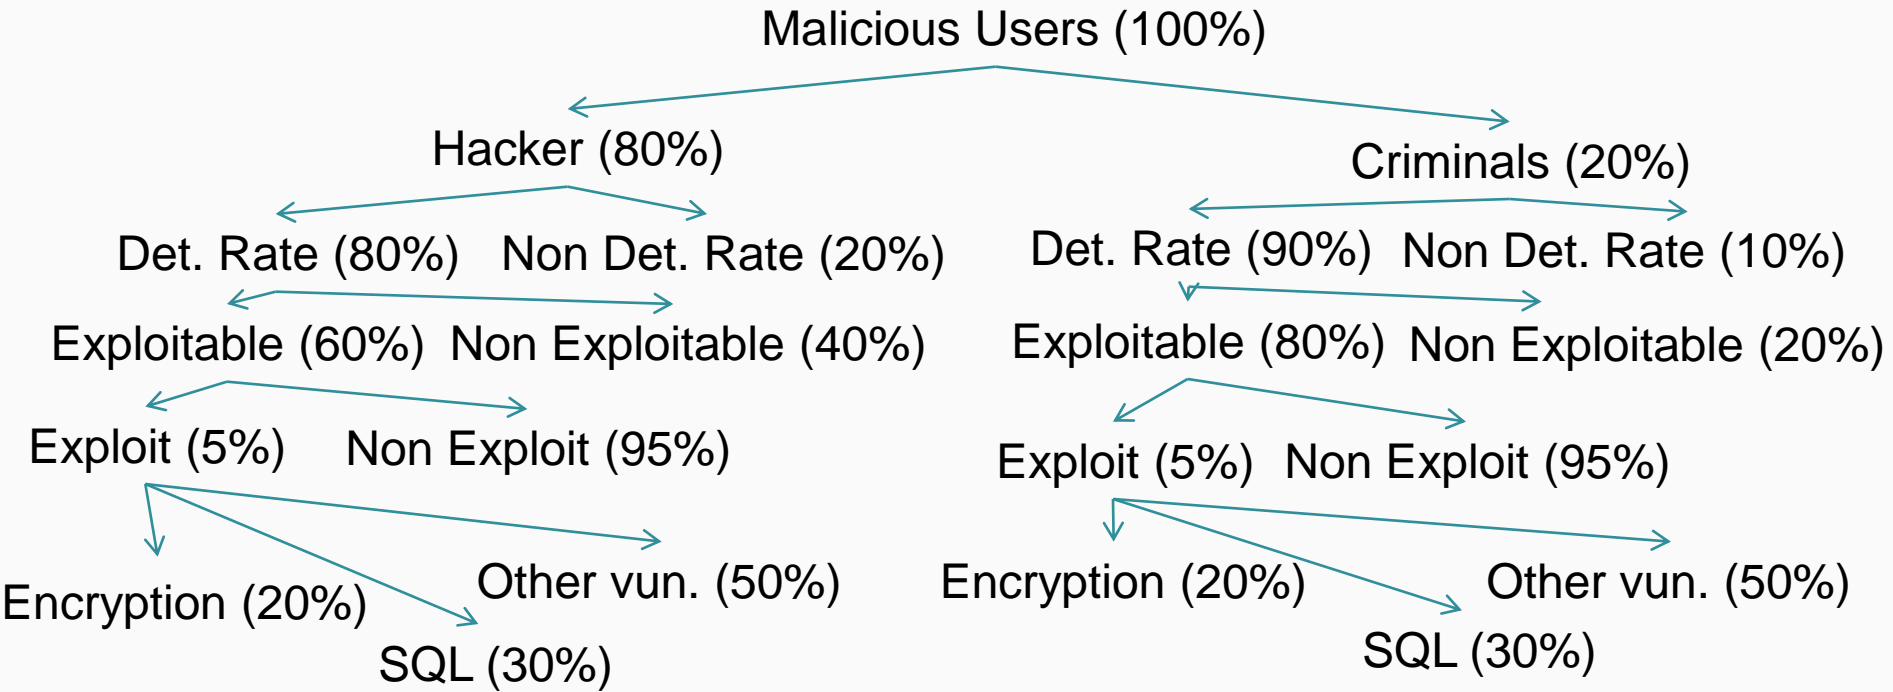 Malicious Users (100%)
Hacker (80%)
Criminals (20%)
Det. Rate (80%) Non Det. Rate (20%)
Det. Rate (90%) Non Det. Rate (10%)
Exploitable (60%) Non Exploitable (40%)
Exploitable (80%) Non Exploitable (20%)
Exploit (5%) Non Exploit (95%)
Exploit (5%) Non Exploit (95%)
Encryption (20%)
Other vun. (50%)
SQL (30%)
Encryption (20%)
Other vun. (50%)
SQL (30%)